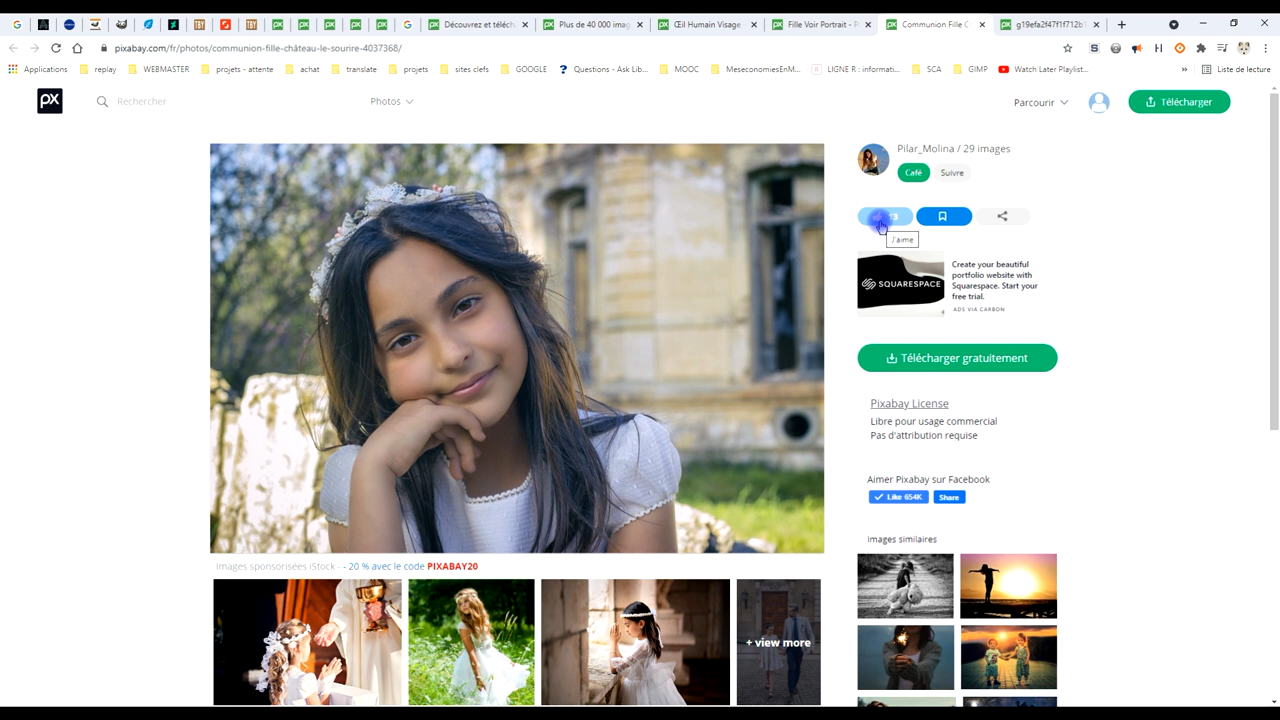 Découvrez et téléch
Plus de 40 000 imag
Œil Humain Visage
Fille Voir Portrait - P
Communion Fille C
g19efa2f47f1f712b1
pixabay.com/fr/photos/communion-fille-château-le-sourire-4037368/
Applications
replay
WEBMASTER
projets - attente
achat
translate
projets
sites clefs
GOOGLE
Questions - Ask Lib...
MOOC
MeseconomiesEnM...
LIGNE R : informati...
SCA
GIMP
Watch Later Playlist...
»
Liste de lecture
px
Rechercher
Photos
Parcourir
Télécharger
Pilar_Molina / 29 images
Café
Suivre
J'aime
SQUARESPACE
Create your beautiful
portfolio website with
Squarespace. Start your
free trial.
ADS VIA CARBON
Télécharger gratuitement
Pixabay License
Libre pour usage commercial
Pas d'attribution requise
Aimer Pixabay sur Facebook
Like 654K
Share
Images similaires
Images sponsorisées iStock - - 20 % avec le code PIXABAY20
+ view more